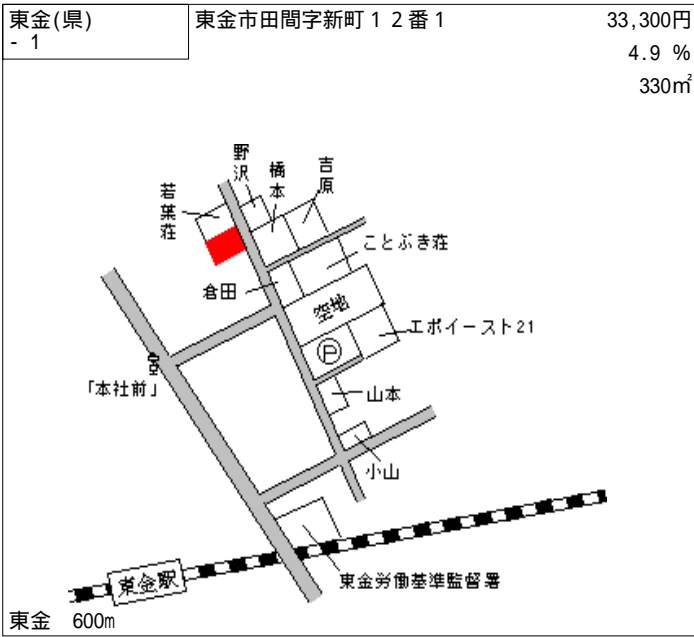 東金(県)
- 1
東金市田間字新町12番1
33,300円
4.9 %
330㎡
野沢
橋本
吉原
若葉荘
ことぶき荘
倉田
空地
エポイースト21
P
「本社前」
山本
小山
東金駅
東金労働基準監督署
東金 600m